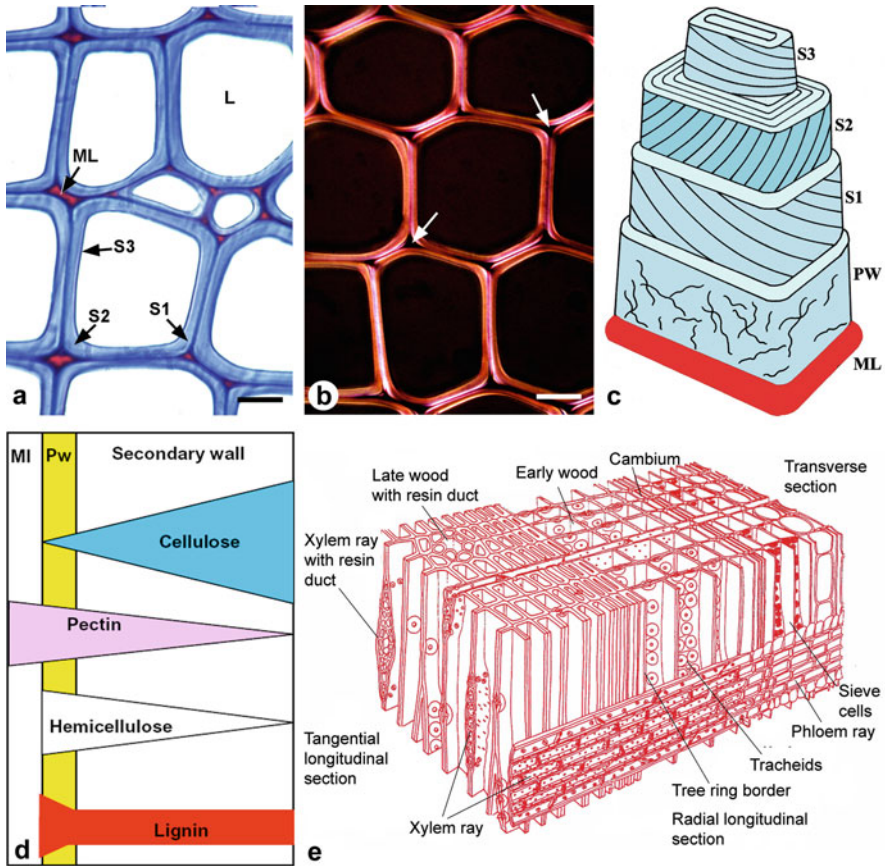 L
ML
S3
S2
S1
a
b
S3
S2
S1
PW
ML
c
Ml
Pw
Secondary wall
Cellulose
Pectin
Hemicellulose
Lignin
d
Late wood
with resin duct
Early wood
Cambium
Transverse
section
Xylem ray
with resin
duct
Tangential
longitudinal
section
Sieve
cells
Phloem ray
Tracheids
Tree ring border
Xylem ray
Radial longitudinal
section
e